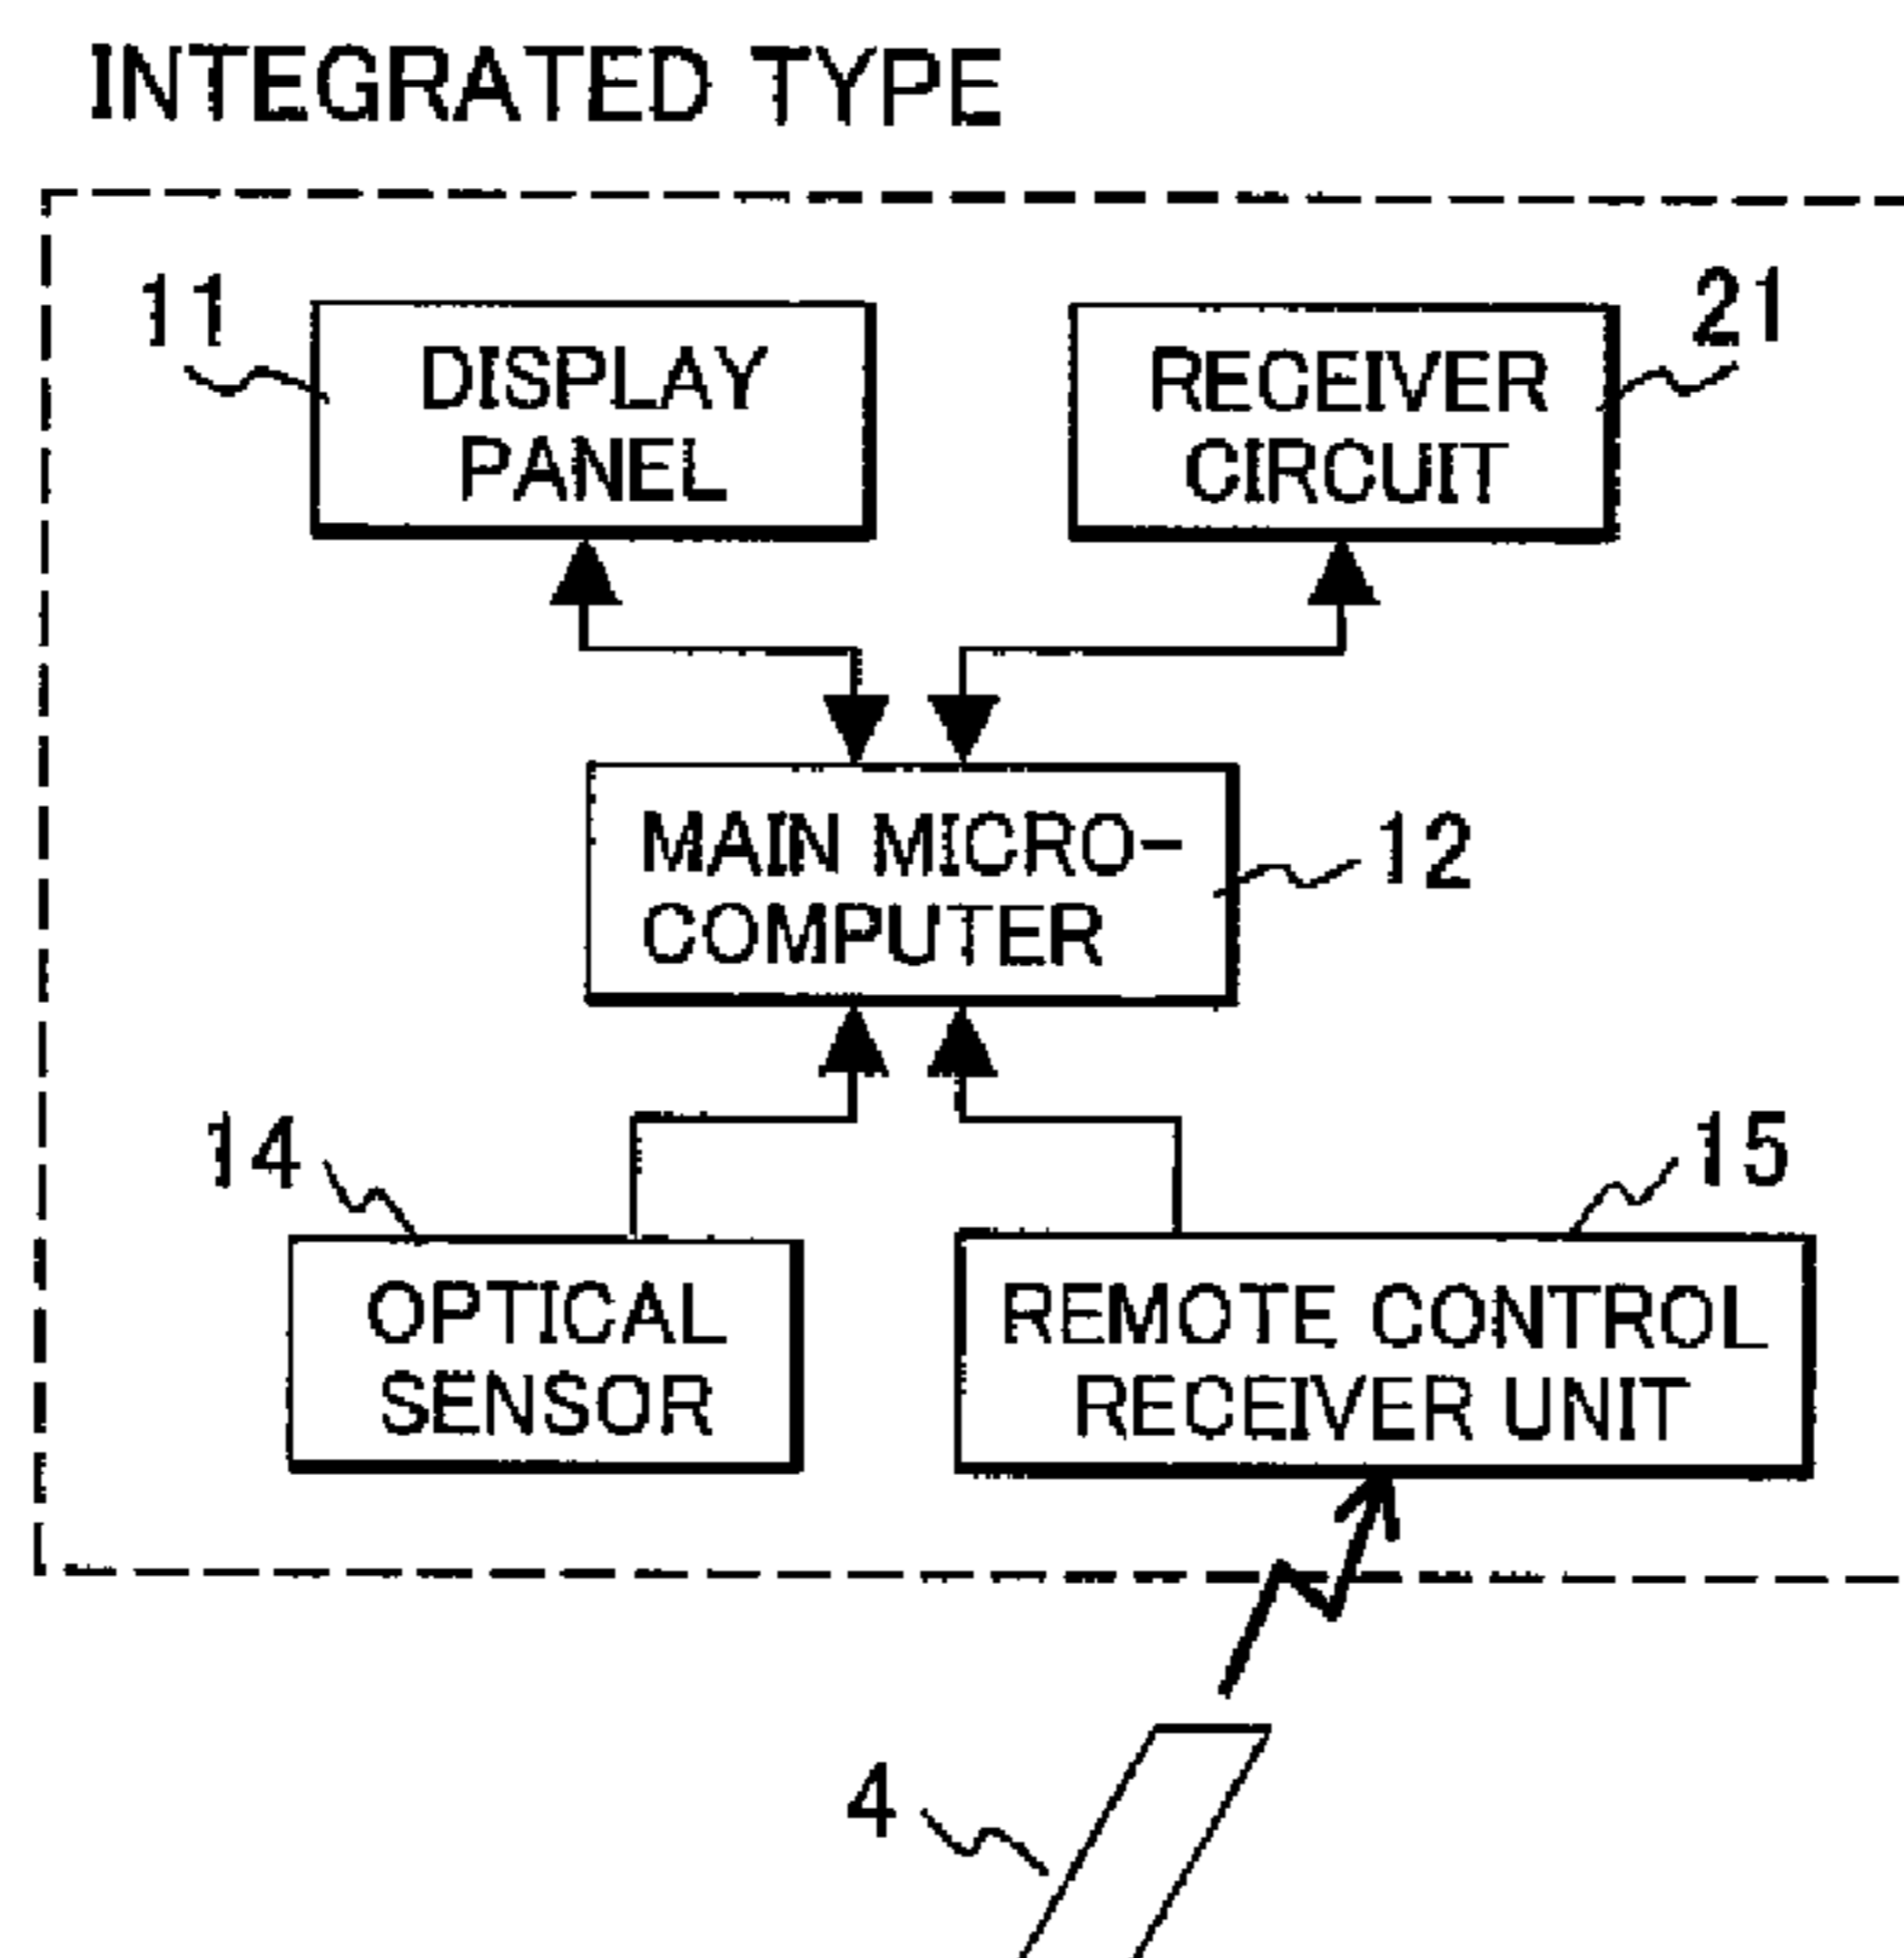 INTEGRATED TYPE
11
21
DISPLAY
PANEL
RECEIVER
CIRCUIT
MAIN MICRO-
COMPUTER
12
14
15
OPTICAL
SENSOR
REMOTE CONTROL
RECEIVER UNIT
4